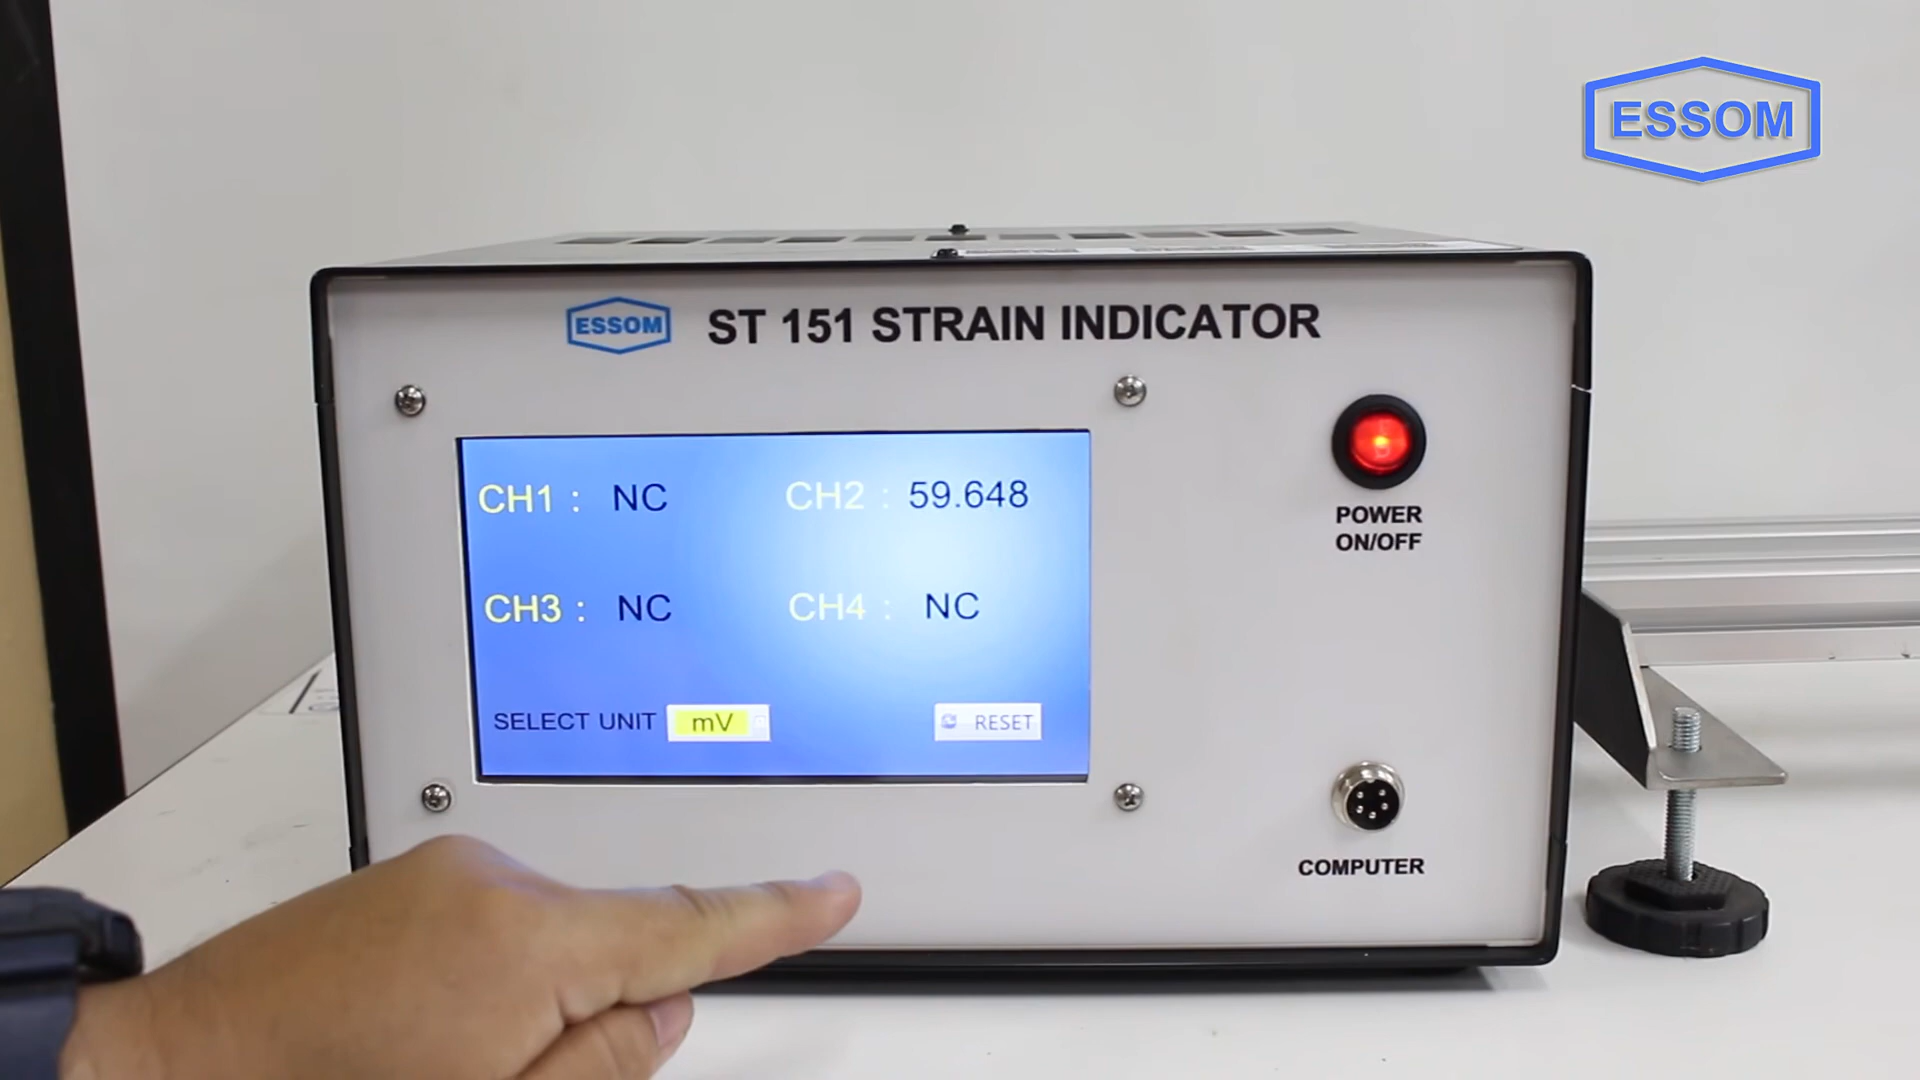 ESSOM
ESSOM ST 151 STRAIN INDICATOR
CH1 : NC CH2 : 59.648
CH3 : NC CH4 : NC
SELECT UNIT mV RESET
POWER
ON/OFF
COMPUTER